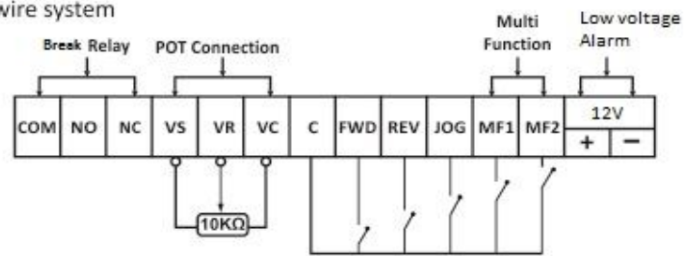 wire system
Break Relay
POT Connection
Multi
Function
Low voltage
Alarm
COM NO NC VS VR VC C FWD REV JOG MF1 MF2 12V
+ −
10KΩ